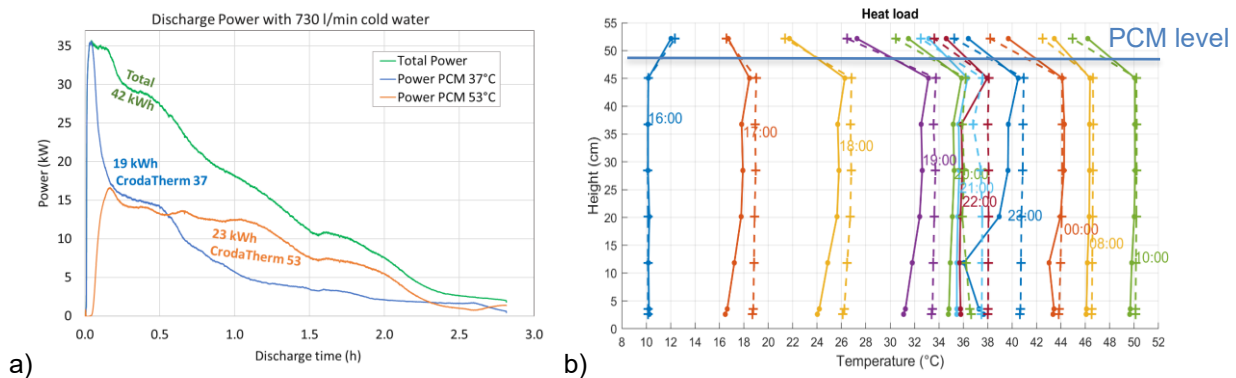 Discharge Power with 730 l/min cold water
35
30
25
20
15
10
5
0
Power (kW)
Total Power
Power PCM 37°C
Power PCM 53°C
Total
42 kWh
19 kWh
CrodaTherm 37
23 kWh
CrodaTherm 53
0.0 0.5 1.0 1.5 2.0 2.5 3.0
Discharge time (h)
a)
Heat load
PCM level
55
50
45
40
35
30
25
20
15
10
5
0
Height (cm)
16:00
17:00
18:00
19:00
20:00
21:00
22:00
23:00
00:00
08:00
10:00
8 10 12 14 16 18 20 22 24 26 28 30 32 34 36 38 40 42 44 46 48 50 52
Temperature (°C)
b)